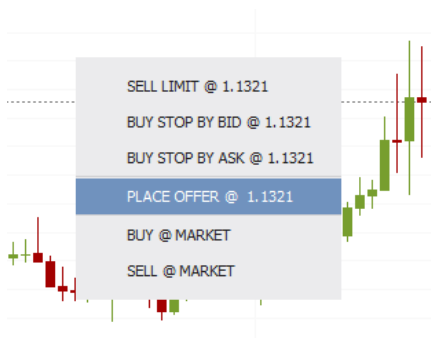 SELL LIMIT @ 1.1321
BUY STOP BY BID @ 1.1321
BUY STOP BY ASK @ 1.1321
PLACE OFFER @ 1.1321
BUY @ MARKET
SELL @ MARKET